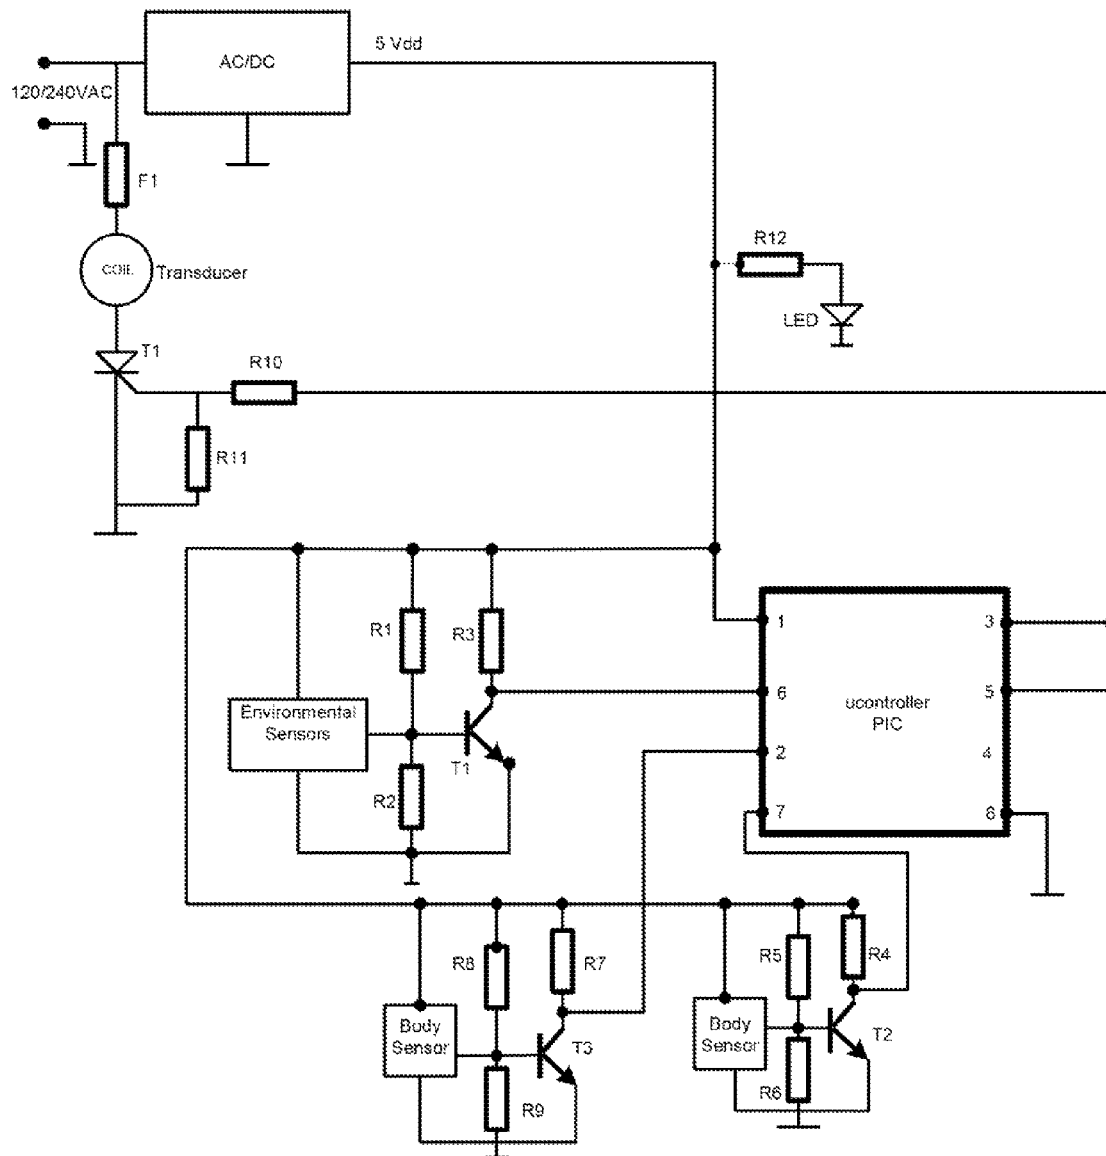 5 Vdd
AC/DC
120/240VAC
F1
R12
COIL
Transducer
LED
T1
R10
R11
R1
R3
1
3
Environmental
Sensors
6
ucontroller
PIC
5
2
4
T1
R2
7
8
R8
R7
R5
R4
Body
Sensor
T3
Body
Sensor
T2
R9
R6